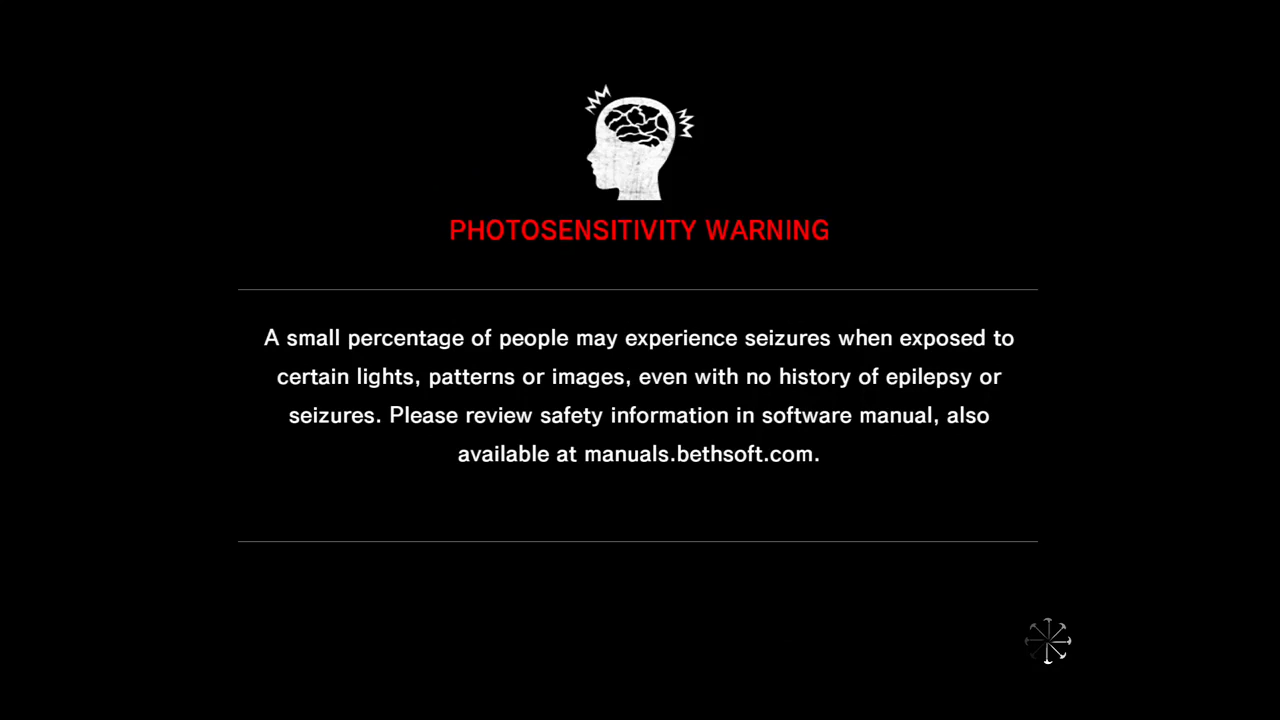 PHOTOSENSITIVITY WARNING
A small percentage of people may experience seizures when exposed to
certain lights, patterns or images, even with no history of epilepsy or
seizures. Please review safety information in software manual, also
available at manuals.bethsoft.com.